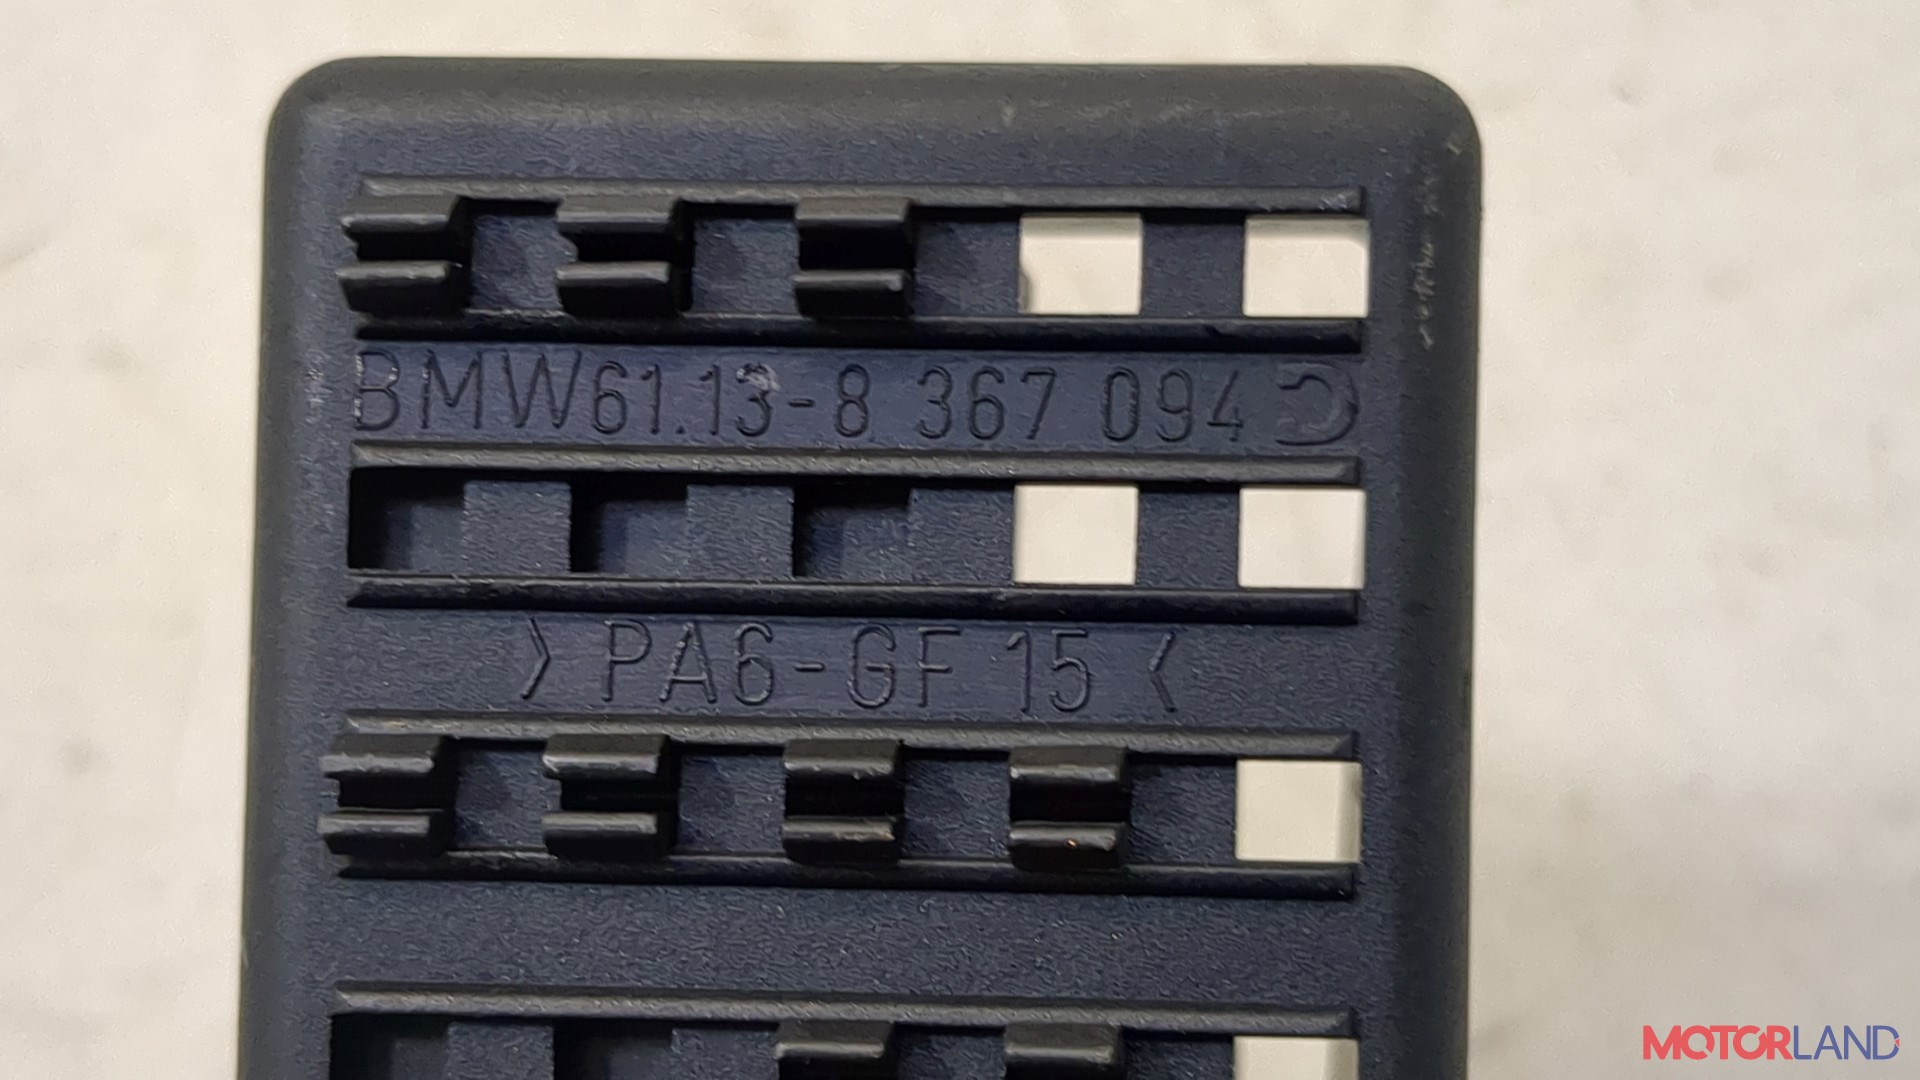 BMW61.13-8 367 094
>PA6-GF 15<
MOTORLAND